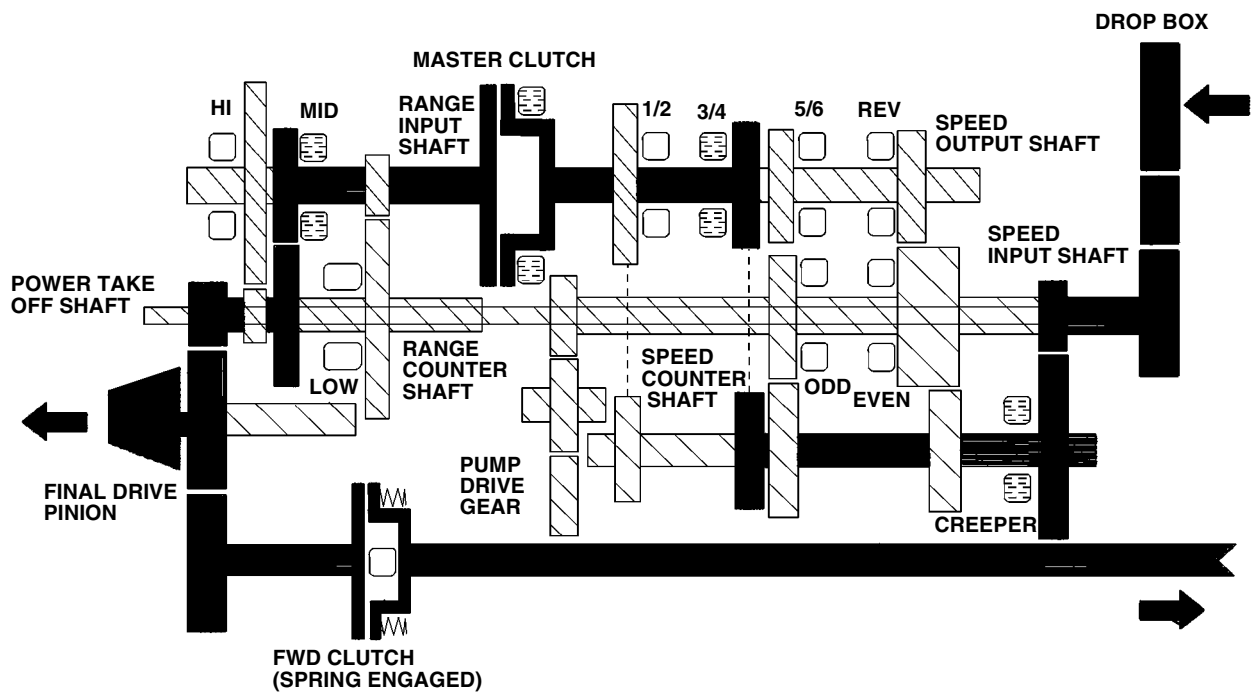 DROP BOX
MASTER CLUTCH
HI
MID
RANGE
INPUT
SHAFT
1/2
3/4
5/6
REV
SPEED
OUTPUT SHAFT
SPEED
INPUT SHAFT
POWER TAKE
OFF SHAFT
LOW
RANGE
COUNTER
SHAFT
SPEED
COUNTER
SHAFT
ODD
EVEN
FINAL DRIVE
PINION
PUMP
DRIVE
GEAR
CREEPER
FWD CLUTCH
(SPRING ENGAGED)